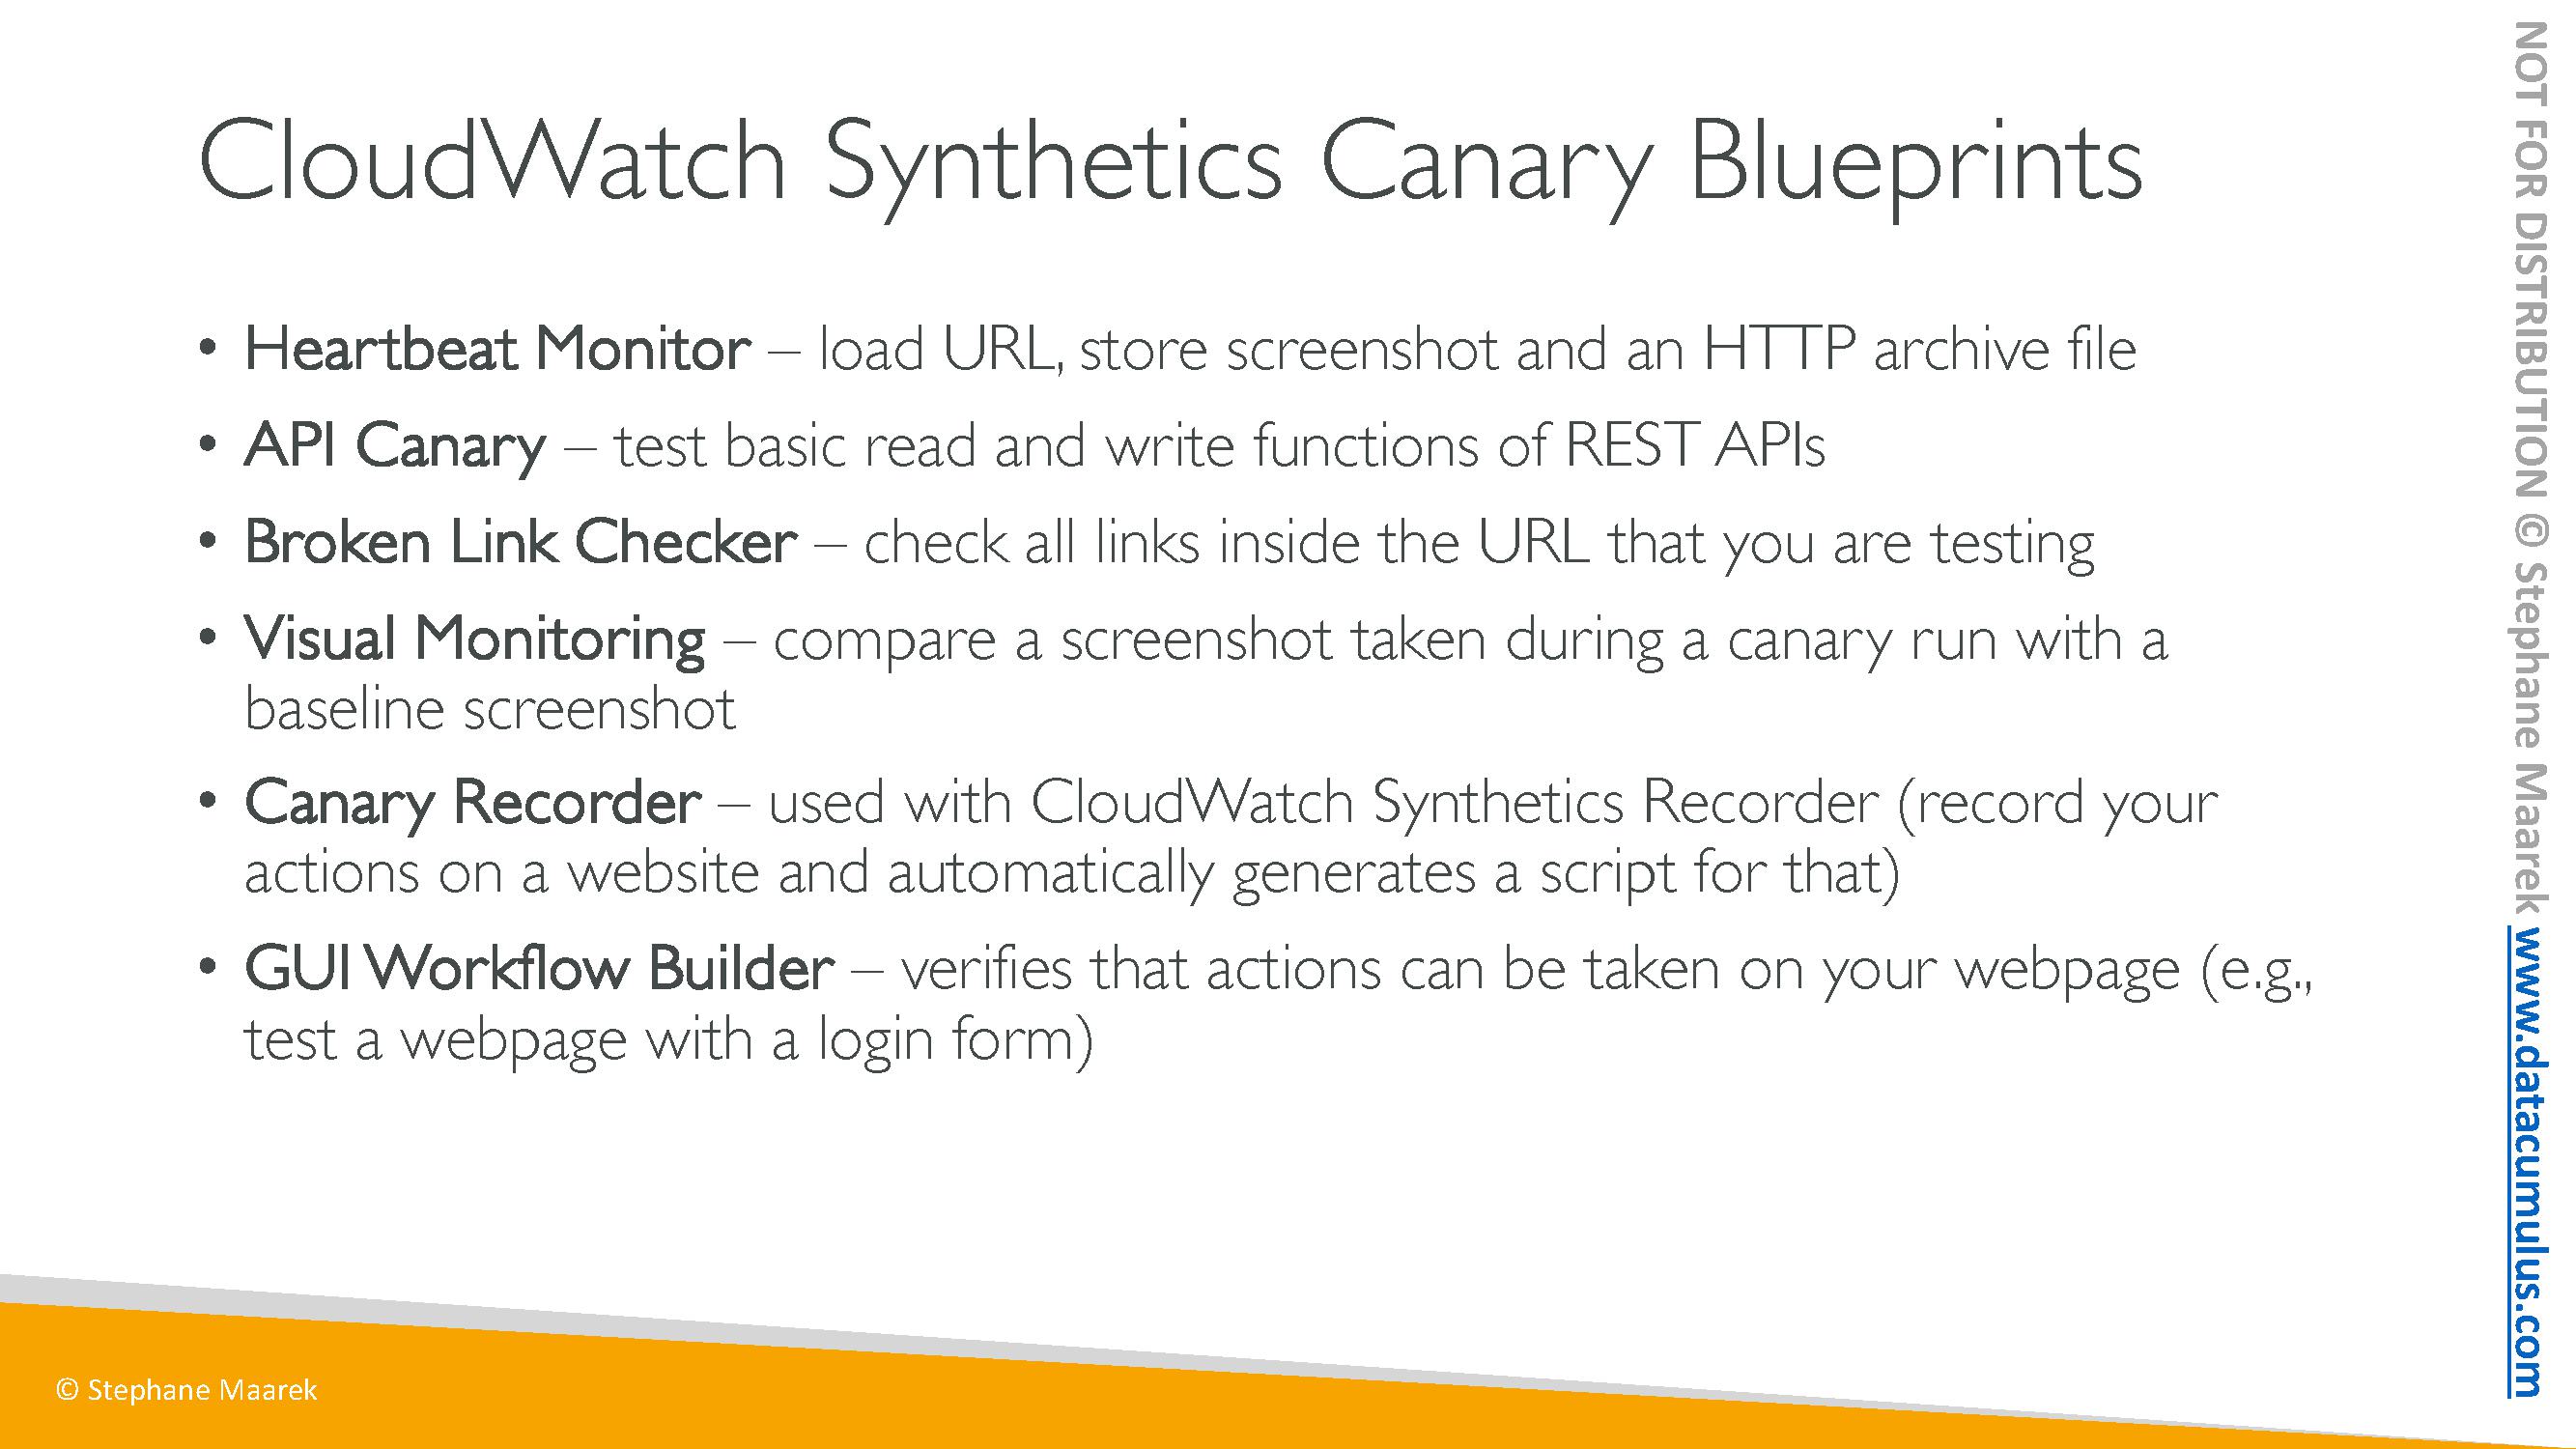 CloudWatch Synthetics Canary Blueprints
• Heartbeat Monitor – load URL, store screenshot and an HTTP archive file
• API Canary – test basic read and write functions of REST APIs
• Broken Link Checker – check all links inside the URL that you are testing
• Visual Monitoring – compare a screenshot taken during a canary run with a
baseline screenshot
• Canary Recorder – used with CloudWatch Synthetics Recorder (record your
actions on a website and automatically generates a script for that)
• GUI Workflow Builder – verifies that actions can be taken on your webpage (e.g.,
test a webpage with a login form)
© Stephane Maarek
NOT FOR DISTRIBUTION © Stephane Maarek www.datacumulus.com